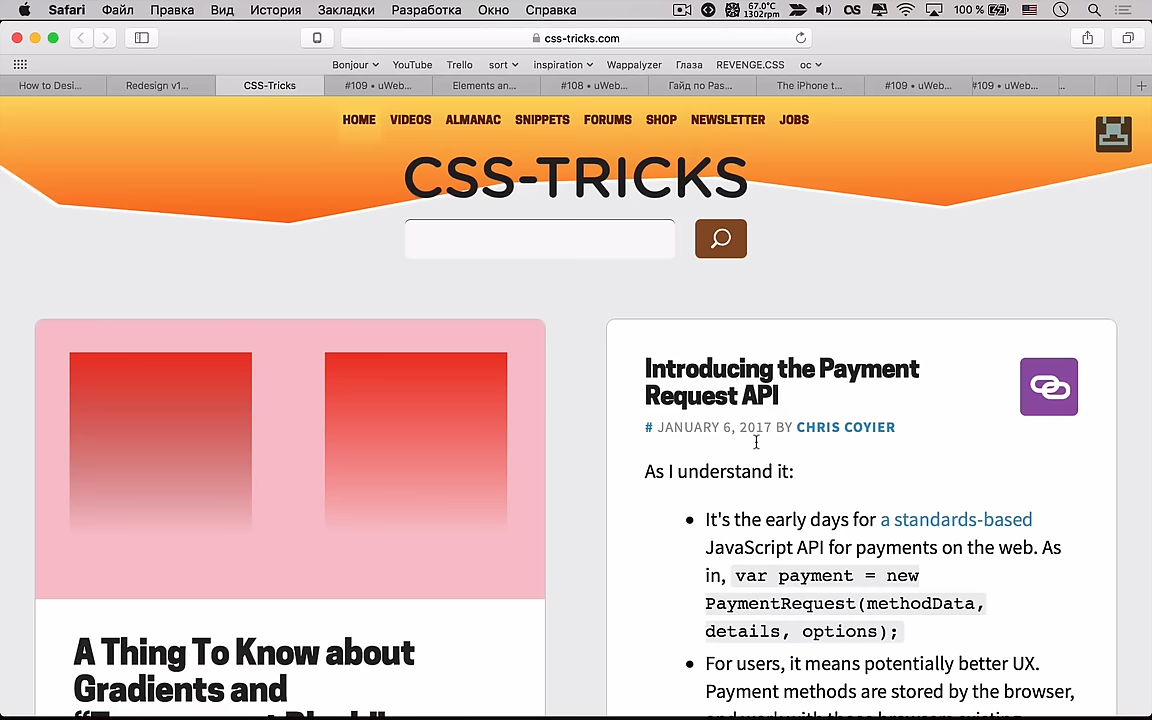 Safari Файл Правка Вид История Закладки Разработка Окно Справка 67.0°C 1302rpm 100 %
css-tricks.com
Bonjour YouTube Trello sort inspiration Wappalyzer Глаза REVENGE.CSS oc
How to Desi... Redesign v1... CSS-Tricks #109 • uWeb... Elements an... #108 • uWeb... Гайд по Pas... The iPhone t... #109 • uWeb... #109 • uWeb... ...
HOME VIDEOS ALMANAC SNIPPETS FORUMS SHOP NEWSLETTER JOBS
CSS-TRICKS
A Thing To Know about
Gradients and
Introducing the Payment
Request API
# JANUARY 6, 2017 BY CHRIS COYIER
As I understand it:
• It's the early days for a standards-based
JavaScript API for payments on the web. As
in, var payment = new
PaymentRequest(methodData,
details, options);
• For users, it means potentially better UX.
Payment methods are stored by the browser,